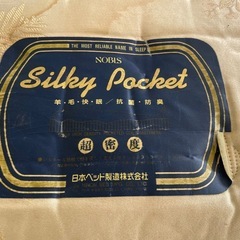 THE MOST RELIABLE NAME IN SLEEP
NOBIS
Silky Pocket
羊・毛・快・眠／抗菌・防臭
超密度
日本ベッド製造株式会社